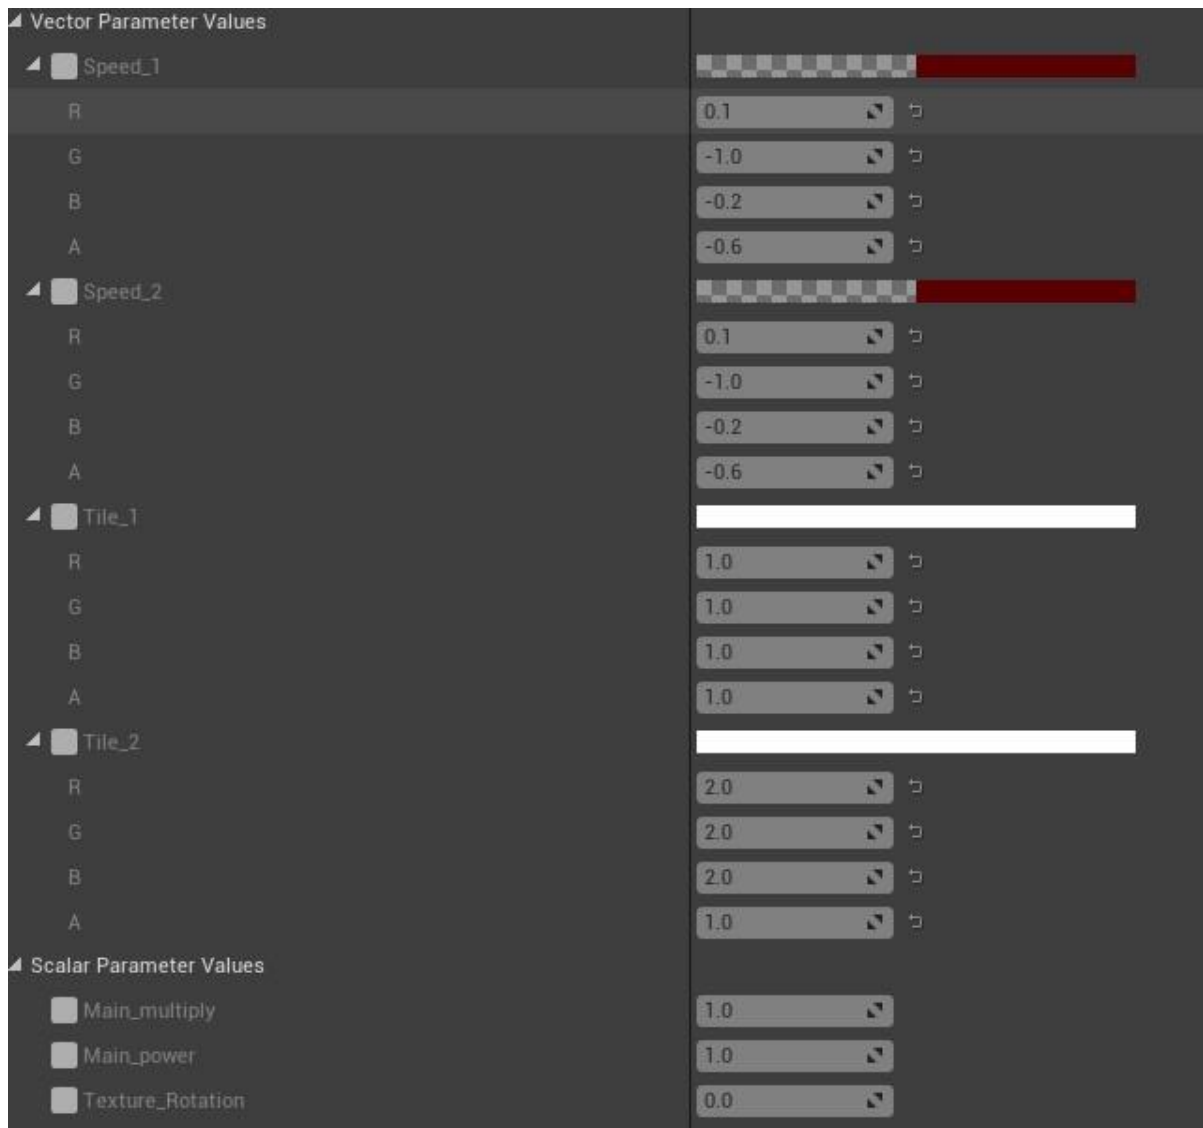 Vector Parameter Values
Speed_1
R 0.1
G -1.0
B -0.2
A -0.6
Speed_2
R 0.1
G -1.0
B -0.2
A -0.6
Tile_1
R 1.0
G 1.0
B 1.0
A 1.0
Tile_2
R 2.0
G 2.0
B 2.0
A 1.0
Scalar Parameter Values
Main_multiply 1.0
Main_power 1.0
Texture_Rotation 0.0